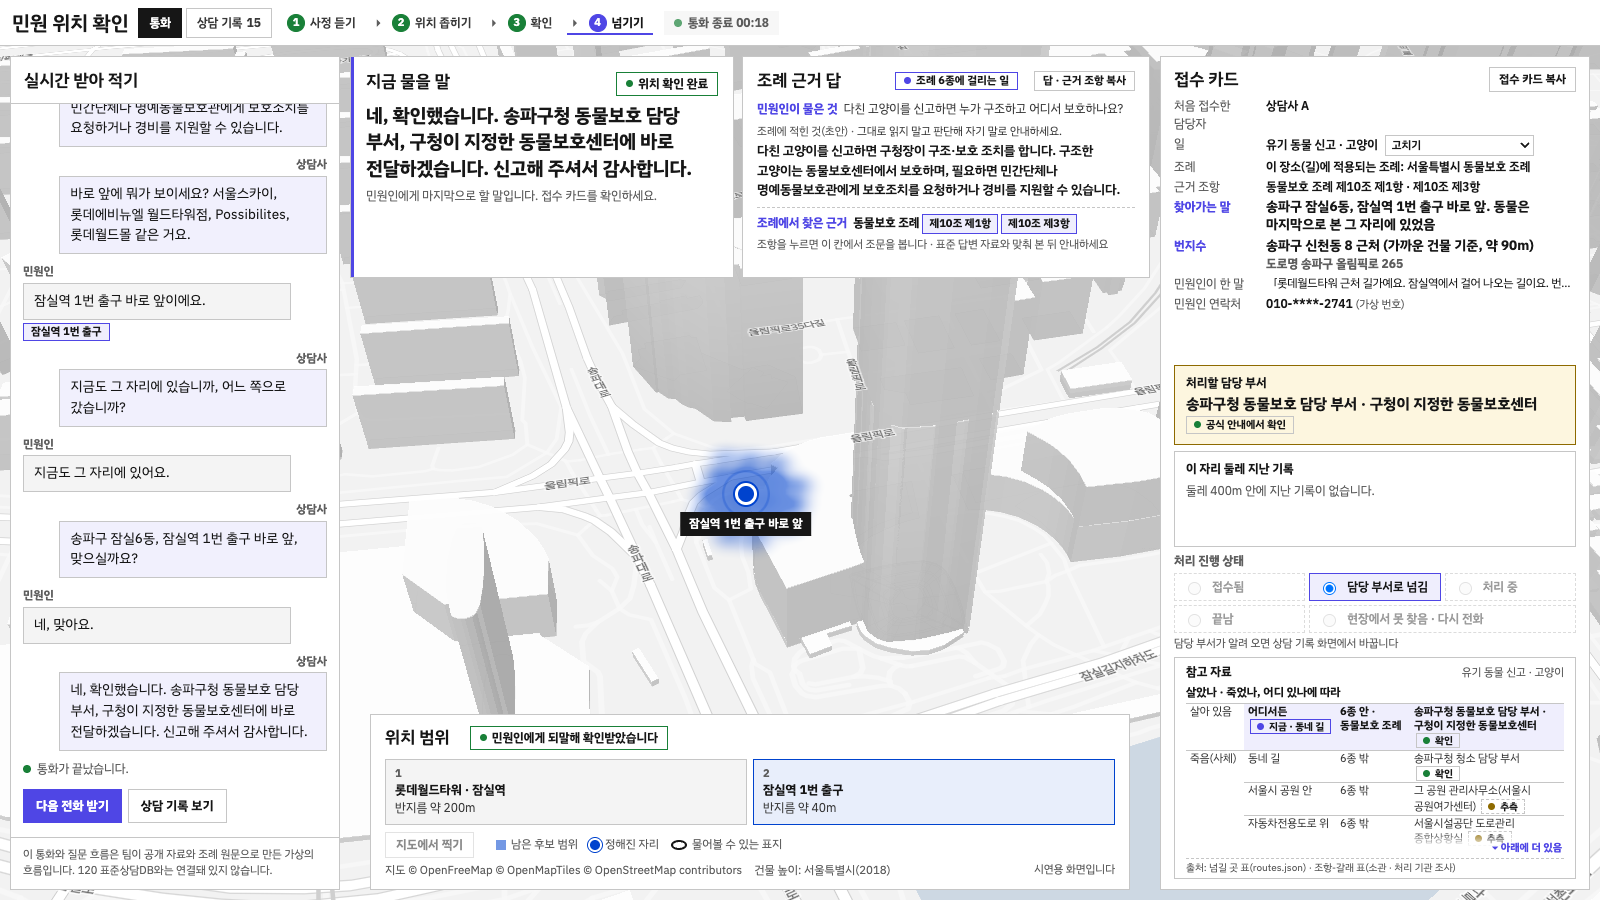 민원 위치 확인
통화
상담 기록 15
1 사정 듣기
2 위치 좁히기
3 확인
4 넘기기
통화 종료 00:18
실시간 받아 적기
민간단체나 명예동물보호관에게 보호조치를
요청하거나 경비를 지원할 수 있습니다.
상담사
바로 앞에 뭐가 보이세요? 서울스카이,
롯데에비뉴엘 월드타워점, Possibilites,
롯데월드몰 같은 거요.
민원인
잠실역 1번 출구 바로 앞이에요.
잠실역 1번 출구
상담사
지금도 그 자리에 있습니까, 어느 쪽으로
갔습니까?
민원인
지금도 그 자리에 있어요.
상담사
송파구 잠실6동, 잠실역 1번 출구 바로 앞,
맞으실까요?
민원인
네, 맞아요.
상담사
네, 확인했습니다. 송파구청 동물보호 담당
부서, 구청이 지정한 동물보호센터에 바로
전달하겠습니다. 신고해 주셔서 감사합니다.
통화가 끝났습니다.
다음 전화 받기
상담 기록 보기
이 통화와 질문 흐름은 팀이 공개 자료와 조례 원문으로 만든 가상의
흐름입니다. 120 표준상담DB와는 연결돼 있지 않습니다.
지금 물을 말
위치 확인 완료
네, 확인했습니다. 송파구청 동물보호 담당
부서, 구청이 지정한 동물보호센터에 바로
전달하겠습니다. 신고해 주셔서 감사합니다.
민원인에게 마지막으로 할 말입니다. 접수 카드를 확인하세요.
조례 근거 답
조례 6종에 걸리는 일
답 · 근거 조항 복사
민원인이 물은 것 다친 고양이를 신고하면 누가 구조하고 어디서 보호하나요?
조례에 적힌 것(초안) · 그대로 읽지 말고 판단해 자기 말로 안내하세요.
다친 고양이를 신고하면 구청장이 구조·보호 조치를 합니다. 구조한
고양이는 동물보호센터에서 보호하며, 필요하면 민간단체나
명예동물보호관에게 보호조치를 요청하거나 경비를 지원할 수 있습니다.
조례에서 찾은 근거 동물보호 조례 제10조 제1항 제10조 제3항
조항을 누르면 이 칸에서 조문을 봅니다 · 표준 답변 자료와 맞춰 본 뒤 안내하세요
올림픽로35다길
송파대로
올림픽로
올림픽로
올림픽로
송파대로
잠실길지하차도
잠실역 1번 출구 바로 앞
위치 범위
민원인에게 되말해 확인받았습니다
1
롯데월드타워 · 잠실역
반지름 약 200m
2
잠실역 1번 출구
반지름 약 40m
지도에서 찍기
남은 후보 범위
정해진 자리
물어볼 수 있는 표지
지도 © OpenFreeMap © OpenMapTiles © OpenStreetMap contributors 건물 높이: 서울특별시(2018)
시연용 화면입니다
접수 카드
접수 카드 복사
처음 접수한 담당자 상담사 A
일 유기 동물 신고 · 고양이 고치기
조례 이 장소(길)에 적용되는 조례: 서울특별시 동물보호 조례
근거 조항 동물보호 조례 제10조 제1항 · 제10조 제3항
찾아가는 말 송파구 잠실6동, 잠실역 1번 출구 바로 앞. 동물은
마지막으로 본 그 자리에 있었음
번지수 송파구 신천동 8 근처 (가까운 건물 기준, 약 90m)
도로명 송파구 올림픽로 265
민원인이 한 말 「롯데월드타워 근처 길가예요. 잠실역에서 걸어 나오는 길이요. 번…
민원인 연락처 010-****-2741 (가상 번호)
처리할 담당 부서
송파구청 동물보호 담당 부서 · 구청이 지정한 동물보호센터
공식 안내에서 확인
이 자리 둘레 지난 기록
둘레 400m 안에 지난 기록이 없습니다.
처리 진행 상태
접수됨
담당 부서로 넘김
처리 중
끝남
현장에서 못 찾음 · 다시 전화
담당 부서가 알려 오면 상담 기록 화면에서 바꿉니다
참고 자료
유기 동물 신고 · 고양이
살았나 · 죽었나, 어디 있나에 따라
살아 있음 어디서든 지금 · 동네 길 6종 안 · 동물보호 조례 송파구청 동물보호 담당 부서 · 구청이 지정한 동물보호센터 확인
죽음(사체) 동네 길 6종 밖 송파구청 청소 담당 부서 확인
서울시 공원 안 6종 밖 그 공원 관리사무소(서울시 공원여가센터) 추측
자동차전용도로 위 6종 밖 서울시설공단 도로관리 종합상황실 추측
아래에 더 있음
출처: 넘길 곳 표(routes.json) · 조항-갈래 표(소관 · 처리 기관 조사)